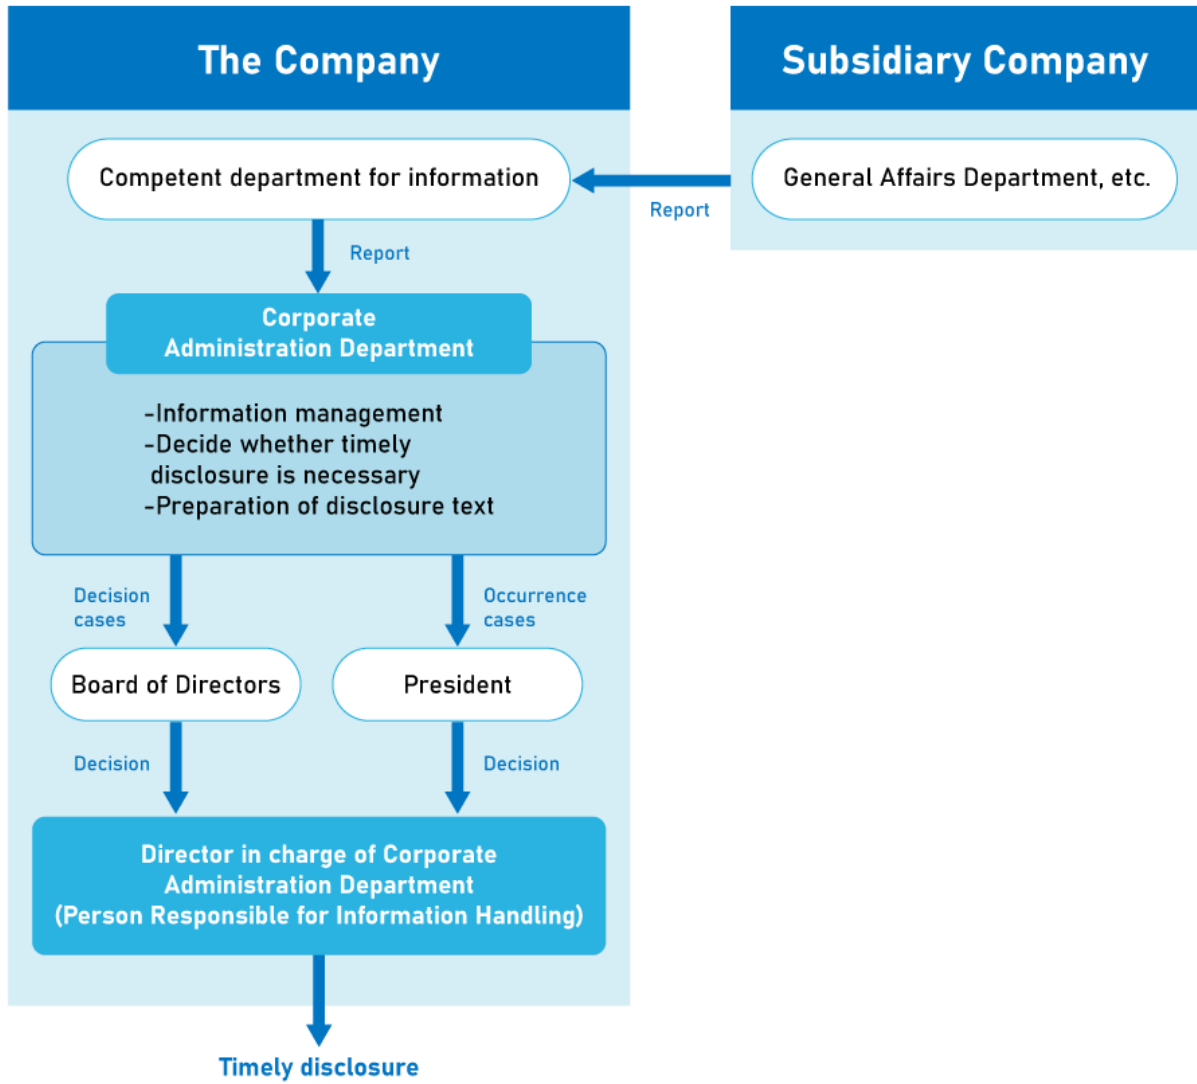 The Company
Subsidiary Company
Competent department for information
General Affairs Department, etc.
Report
Report
Corporate
Administration Department
-Information management
-Decide whether timely
disclosure is necessary
-Preparation of disclosure text
Decision
cases
Occurrence
cases
Board of Directors
President
Decision
Decision
Director in charge of Corporate
Administration Department
(Person Responsible for Information Handling)
Timely disclosure